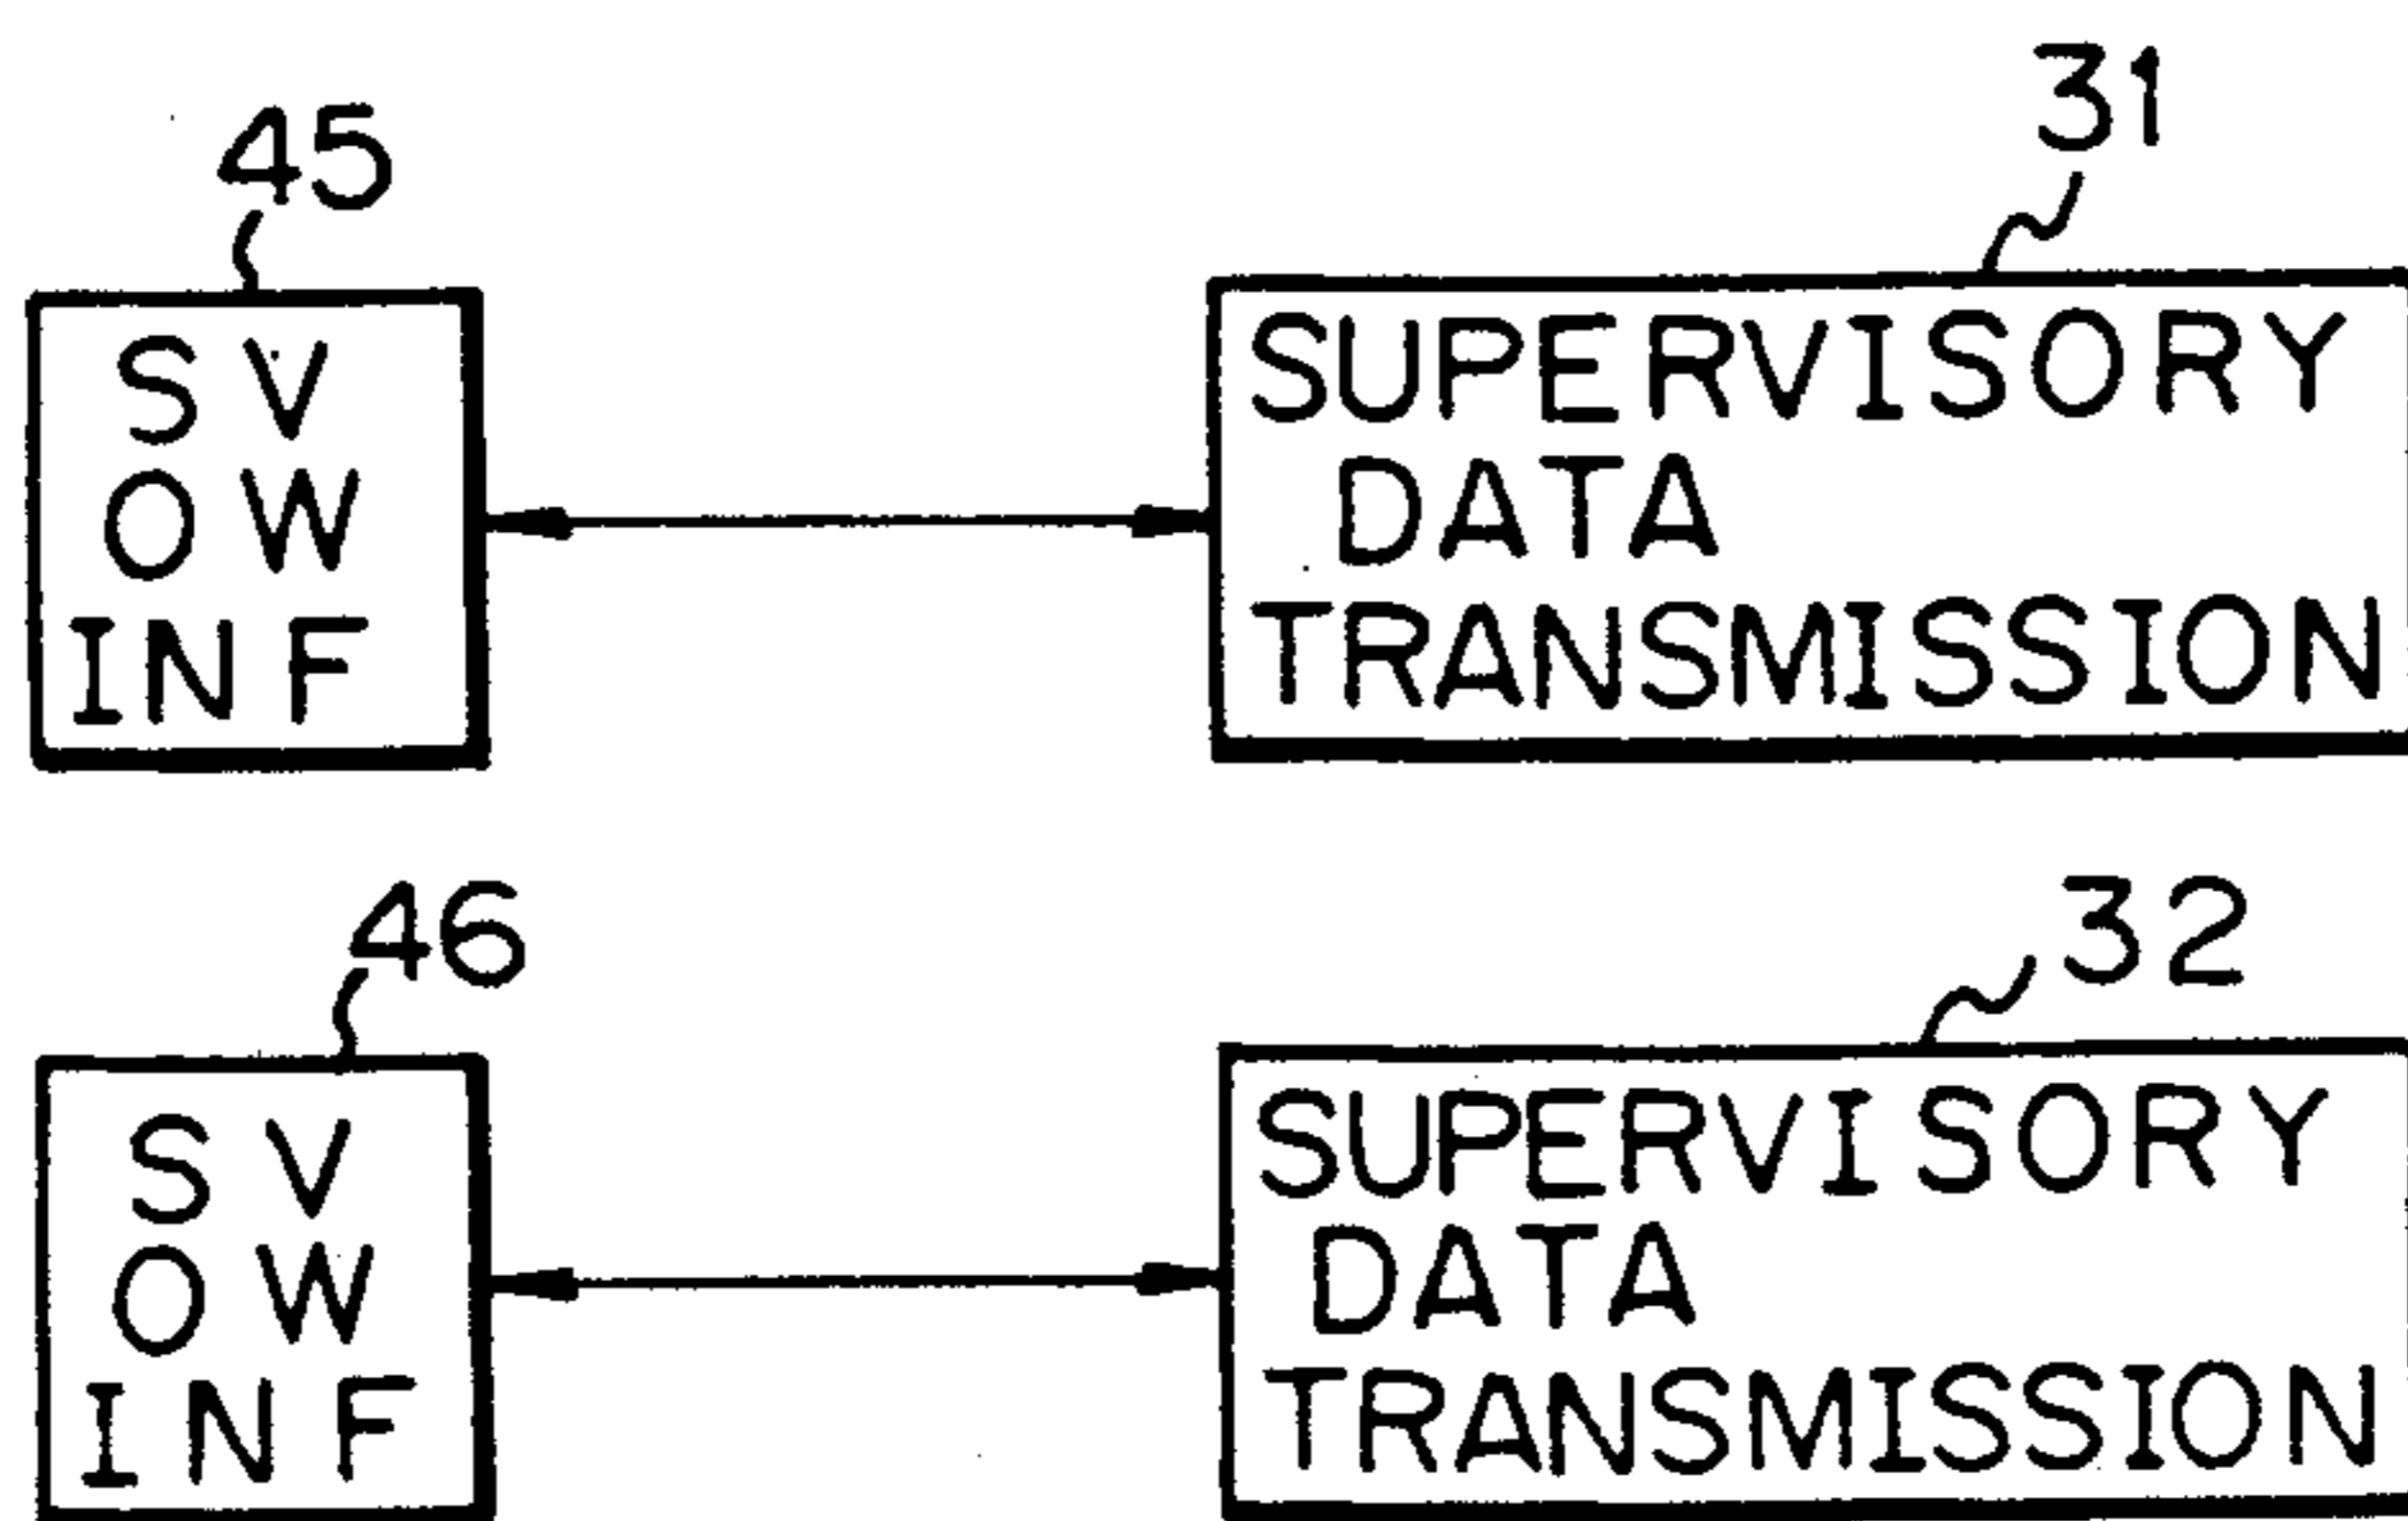 45
31
SV
OW
INF
SUPERVISORY
DATA
TRANSMISSION
46
32
SV
OW
INF
SUPERVISORY
DATA
TRANSMISSION